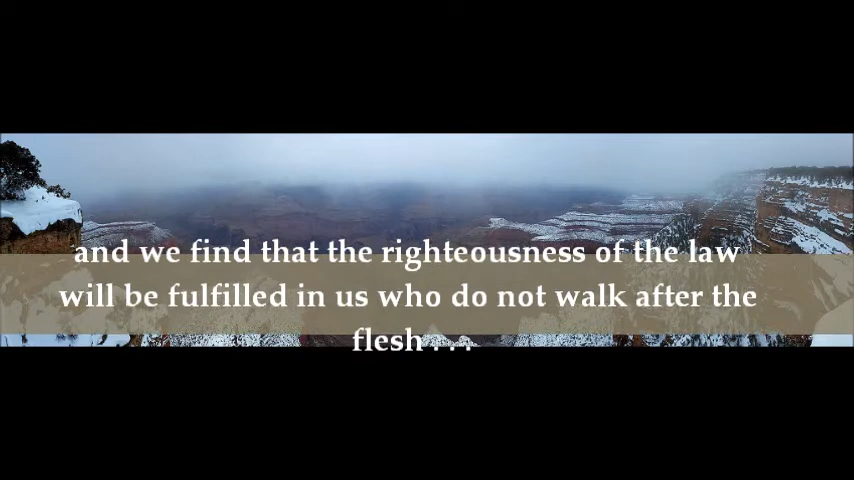 and we find that the righteousness of the law
will be fulfilled in us who do not walk after the
flesh . . .